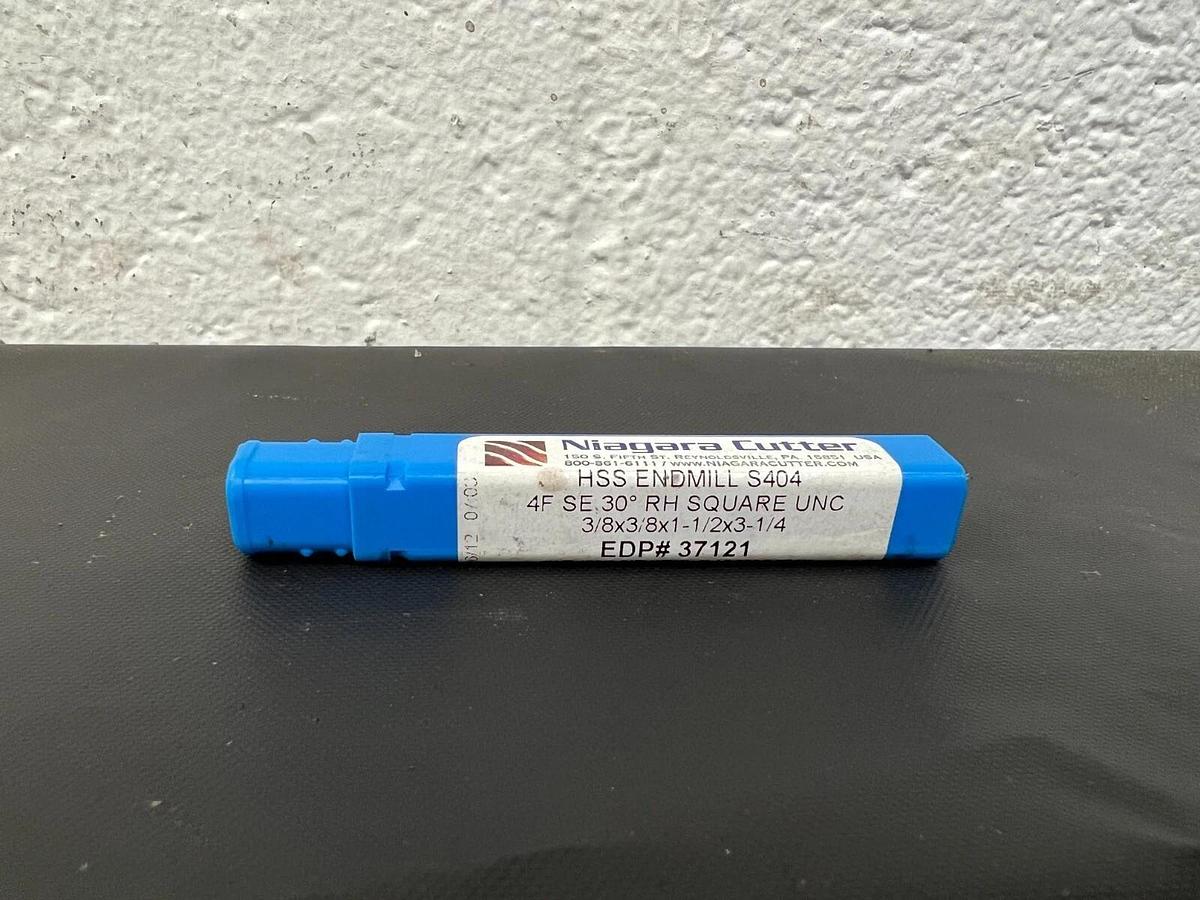 Niagara Cutter
150 S. Fifth St. Reynoldsville, PA. 15851 USA
800-861-6111 / www.niagaracutter.com
HSS ENDMILL S404
4F SE 30° RH SQUARE UNC
3/8x3/8x1-1/2x3-1/4
EDP# 37121